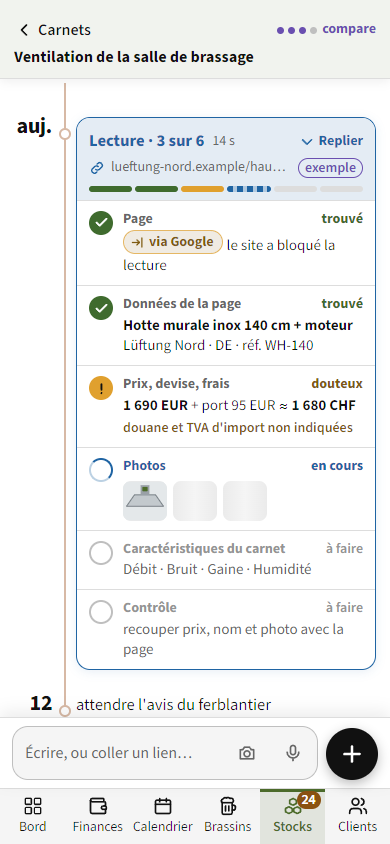 Carnets
compare
Ventilation de la salle de brassage
auj.
Lecture · 3 sur 6 14 s
Replier
lueftung-nord.example/hau…
exemple
Page
trouvé
via Google le site a bloqué la
lecture
Données de la page
trouvé
Hotte murale inox 140 cm + moteur
Lüftung Nord · DE · réf. WH-140
Prix, devise, frais
douteux
1 690 EUR + port 95 EUR ≈ 1 680 CHF
douane et TVA d'import non indiquées
Photos
en cours
Caractéristiques du carnet
à faire
Débit · Bruit · Gaine · Humidité
Contrôle
à faire
recouper prix, nom et photo avec la
page
12 attendre l'avis du ferblantier
Écrire, ou coller un lien…
24
Bord
Finances
Calendrier
Brassins
Stocks
Clients